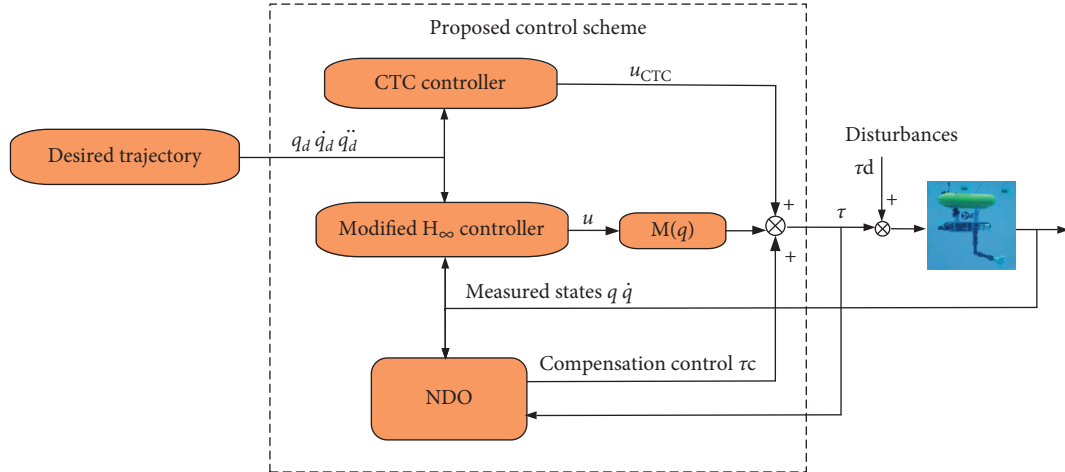 Proposed control scheme
CTC controller
u_CTC
Desired trajectory
q_d q̇_d q̈_d
Disturbances
τd
+
+
τ
Modified H∞ controller
u
M(q)
+
Measured states q q̇
Compensation control τc
NDO